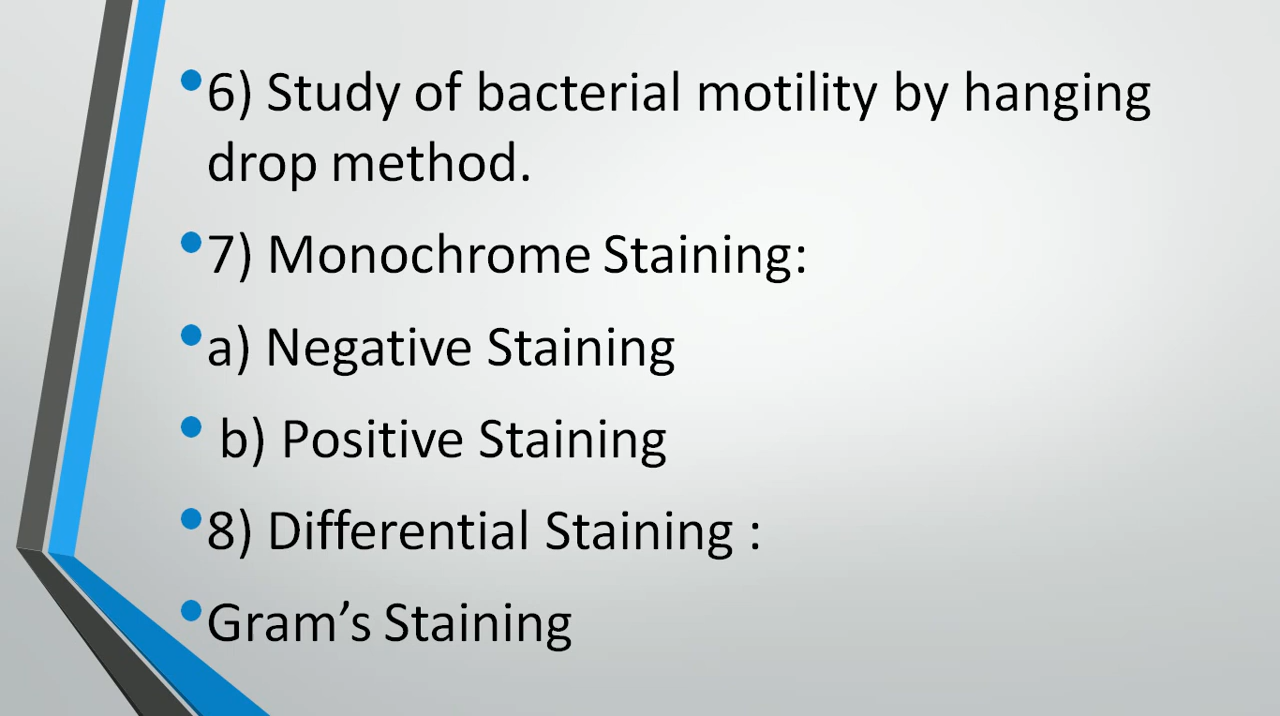 •6) Study of bacterial motility by hanging
drop method.
•7) Monochrome Staining:
•a) Negative Staining
• b) Positive Staining
•8) Differential Staining :
•Gram’s Staining